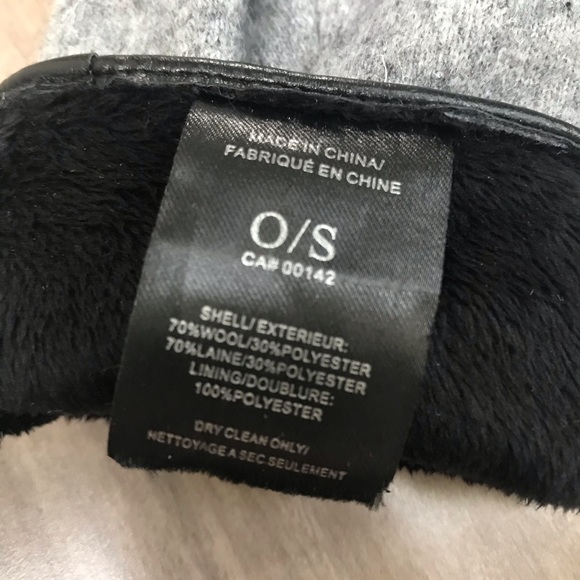 MADE IN CHINA/
FABRIQUÉ EN CHINE
O/S
CA# 00142
SHELL/EXTERIEUR:
70%WOOL/30%POLYESTER
70%LAINE/30%POLYESTER
LINING/DOUBLURE:
100%POLYESTER
DRY CLEAN ONLY/
NETTOYAGE A SEC SEULEMENT